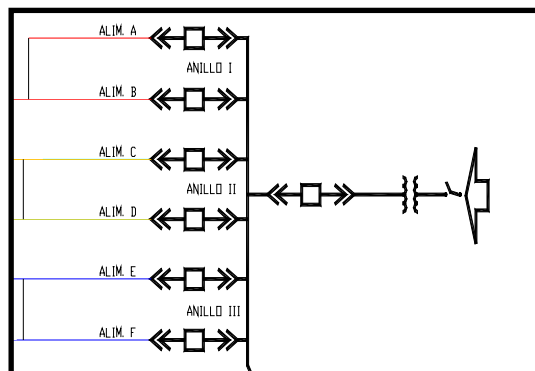 ALIM. A
ANILLO I
ALIM. B
ALIM. C
ANILLO II
ALIM. D
ALIM. E
ANILLO III
ALIM. F